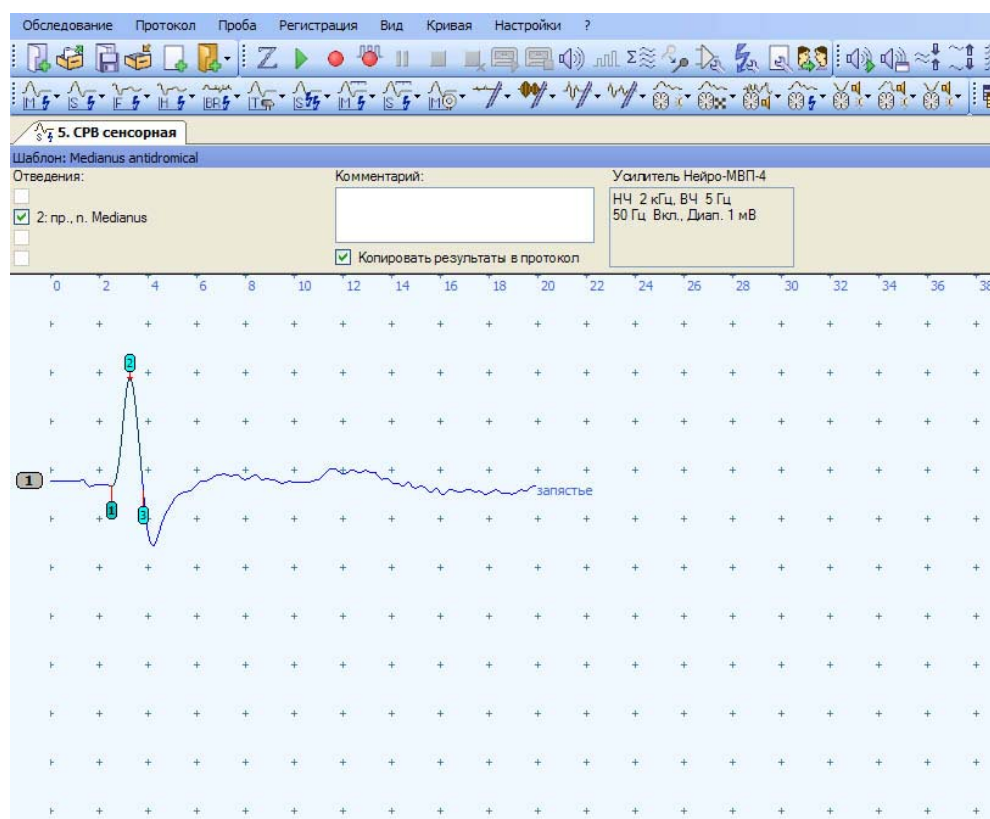 Обследование Протокол Проба Регистрация Вид Кривая Настройки ?
5. СРВ сенсорная
Шаблон: Medianus antidromical
Отведения: Комментарий: Усилитель Нейро-МВП-4
НЧ 2 кГц, ВЧ 5 Гц
2: пр., n. Medianus 50 Гц Вкл., Диап. 1 мВ
Копировать результаты в протокол
0 2 4 6 8 10 12 14 16 18 20 22 24 26 28 30 32 34 36 38
2
1
запястье
1
3